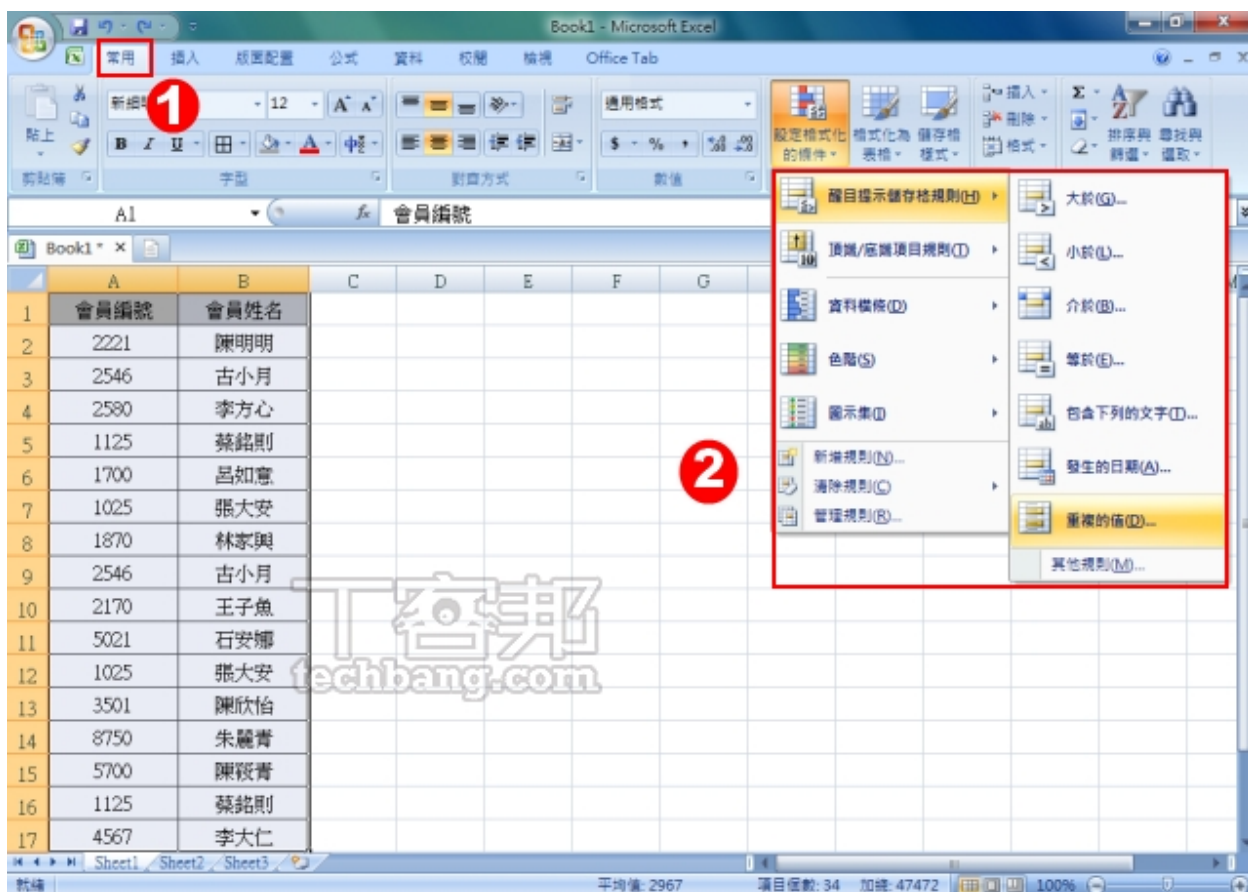 Book1 - Microsoft Excel
常用 插入 版面配置 公式 資料 校閱 檢視 Office Tab
1
新細 12 A A
貼上 B I U A 中 通用格式 $ % ,
設定格式化的條件 格式化為表格 儲存格樣式
插入 刪除 格式 Σ 排序與篩選 尋找與選取
剪貼簿 字型 對齊方式 數值
A1 fx 會員編號
Book1 * ×
A B C D E F G
1 會員編號 會員姓名
2 2221 陳明明
3 2546 古小月
4 2580 李方心
5 1125 蔡銘則
6 1700 呂如意
7 1025 張大安
8 1870 林家興
9 2546 古小月
10 2170 王子魚
11 5021 石安娜
12 1025 張大安
13 3501 陳欣怡
14 8750 朱麗青
15 5700 陳筱青
16 1125 蔡銘則
17 4567 李大仁
2
醒目提示儲存格規則(H)
頂端/底端項目規則(T)
資料橫條(D)
色階(S)
圖示集(I)
新增規則(N)...
清除規則(C)
管理規則(R)...
大於(G)...
小於(L)...
介於(B)...
等於(E)...
包含下列的文字(T)...
發生的日期(A)...
重複的值(D)...
其他規則(M)...
T客邦
techbang.com
Sheet1 Sheet2 Sheet3
就緒 平均值: 2967 項目個數: 34 加總: 47472 100%